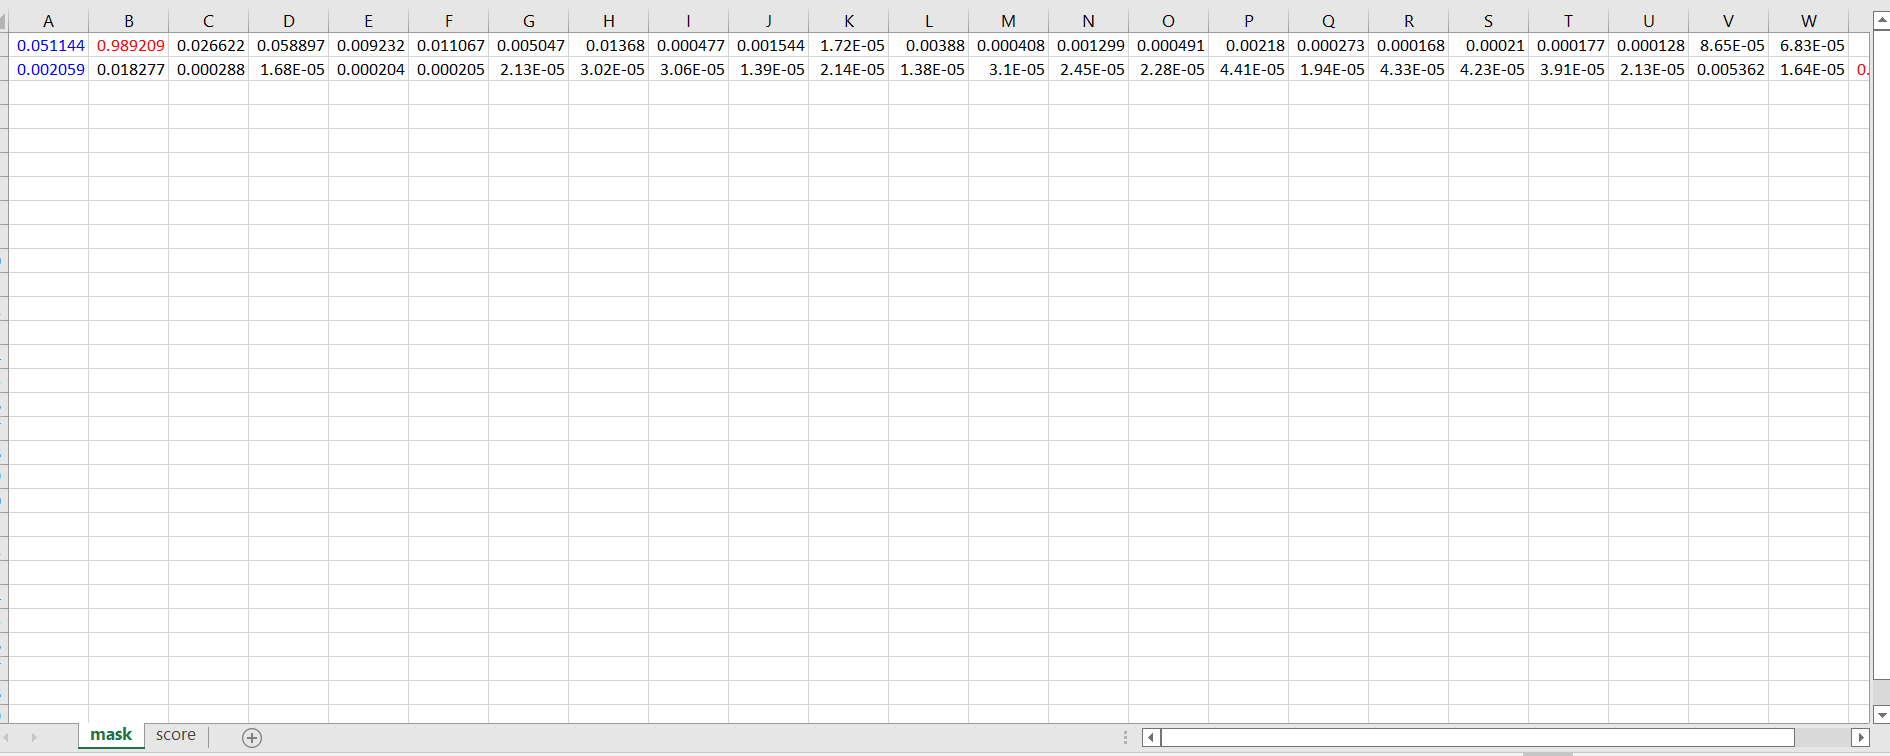 A B C D E F G H I J K L M N O P Q R S T U V W
0.051144 0.989209 0.026622 0.058897 0.009232 0.011067 0.005047 0.01368 0.000477 0.001544 1.72E-05 0.00388 0.000408 0.001299 0.000491 0.00218 0.000273 0.000168 0.00021 0.000177 0.000128 8.65E-05 6.83E-05
0.002059 0.018277 0.000288 1.68E-05 0.000204 0.000205 2.13E-05 3.02E-05 3.06E-05 1.39E-05 2.14E-05 1.38E-05 3.1E-05 2.45E-05 2.28E-05 4.41E-05 1.94E-05 4.33E-05 4.23E-05 3.91E-05 2.13E-05 0.005362 1.64E-05 0.
mask score